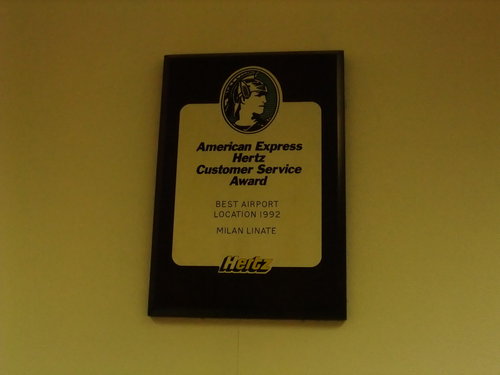 American Express
Hertz
Customer Service
Award
BEST AIRPORT
LOCATION 1992
MILAN LINATE
Hertz